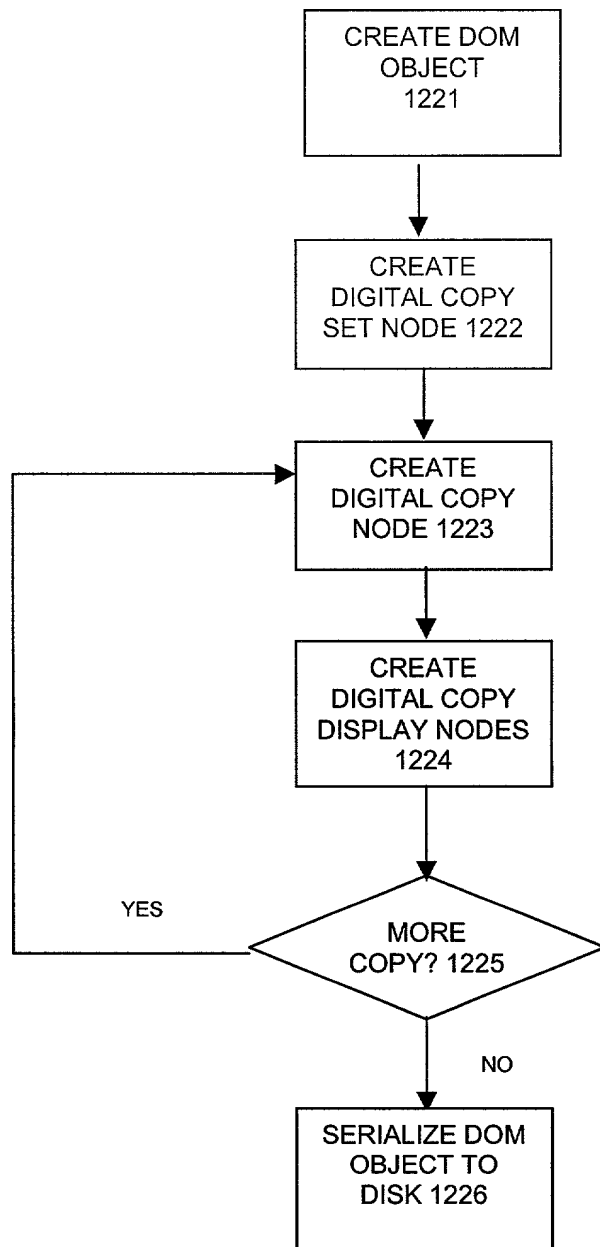 CREATE DOM
OBJECT
1221
CREATE
DIGITAL COPY
SET NODE 1222
CREATE
DIGITAL COPY
NODE 1223
CREATE
DIGITAL COPY
DISPLAY NODES
1224
YES
MORE
COPY? 1225
NO
SERIALIZE DOM
OBJECT TO
DISK 1226